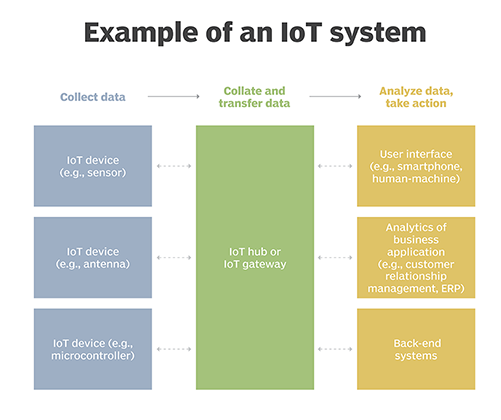 Example of an IoT system
Collect data
Collate and
transfer data
Analyze data,
take action
IoT device
(e.g., sensor)
IoT device
(e.g., antenna)
IoT device (e.g.,
microcontroller)
IoT hub or
IoT gateway
User interface
(e.g., smartphone,
human-machine)
Analytics of
business
application
(e.g., customer
relationship
management, ERP)
Back-end
systems